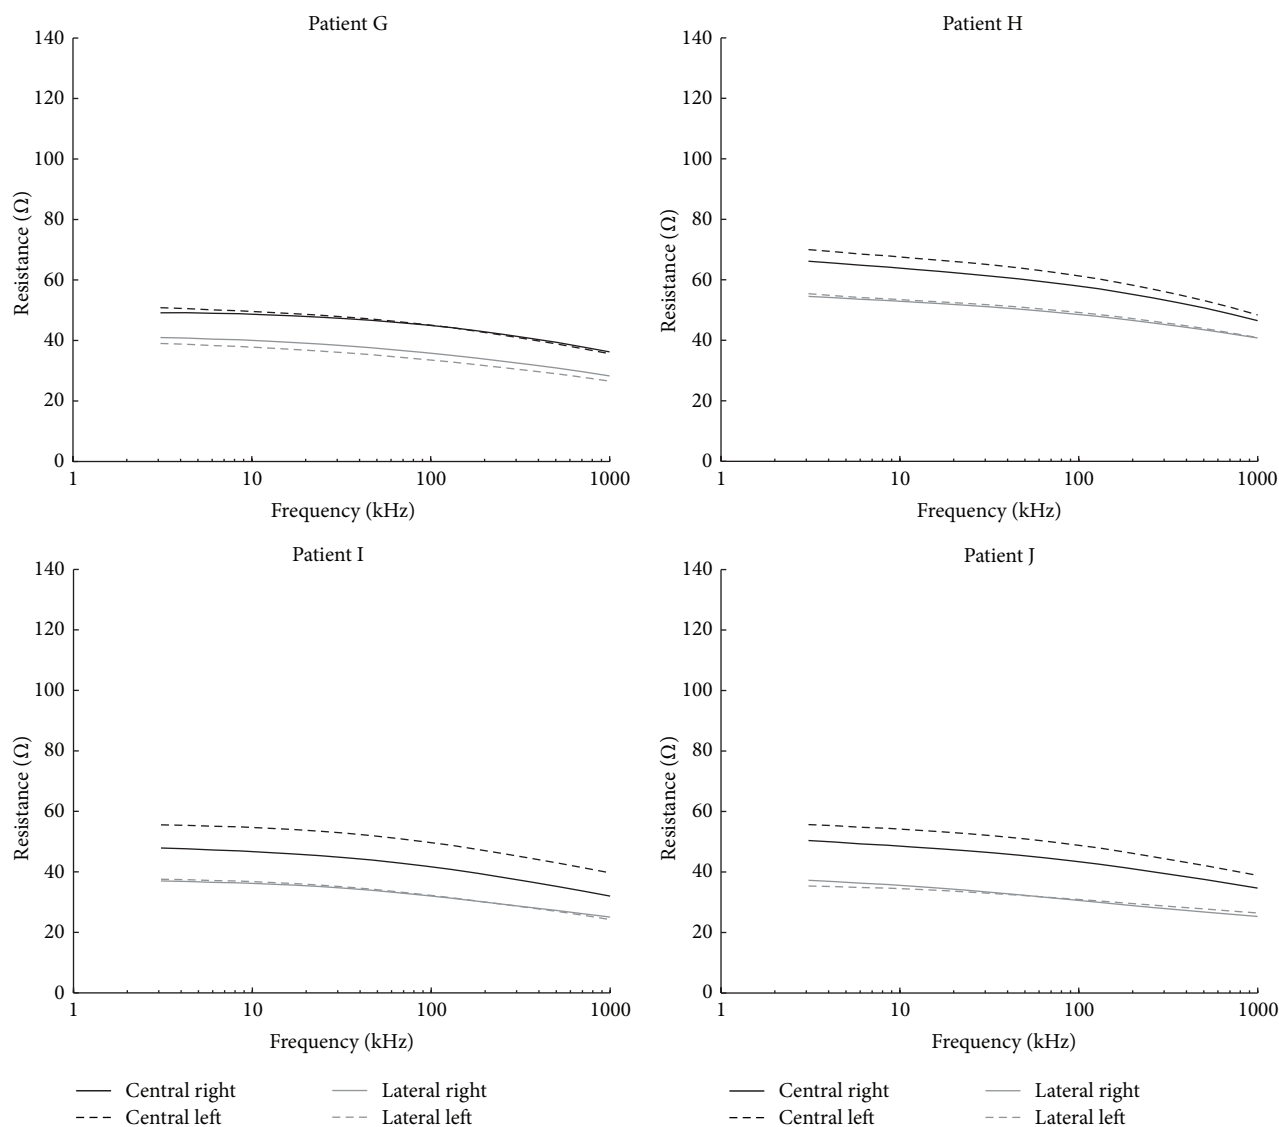 Patient G
140
120
100
80
60
40
20
0
Resistance (Ω)
1 10 100 1000
Frequency (kHz)
Patient H
140
120
100
80
60
40
20
0
Resistance (Ω)
1 10 100 1000
Frequency (kHz)
Patient I
140
120
100
80
60
40
20
0
Resistance (Ω)
1 10 100 1000
Frequency (kHz)
Patient J
140
120
100
80
60
40
20
0
Resistance (Ω)
1 10 100 1000
Frequency (kHz)
Central right Lateral right
Central left Lateral left
Central right Lateral right
Central left Lateral left